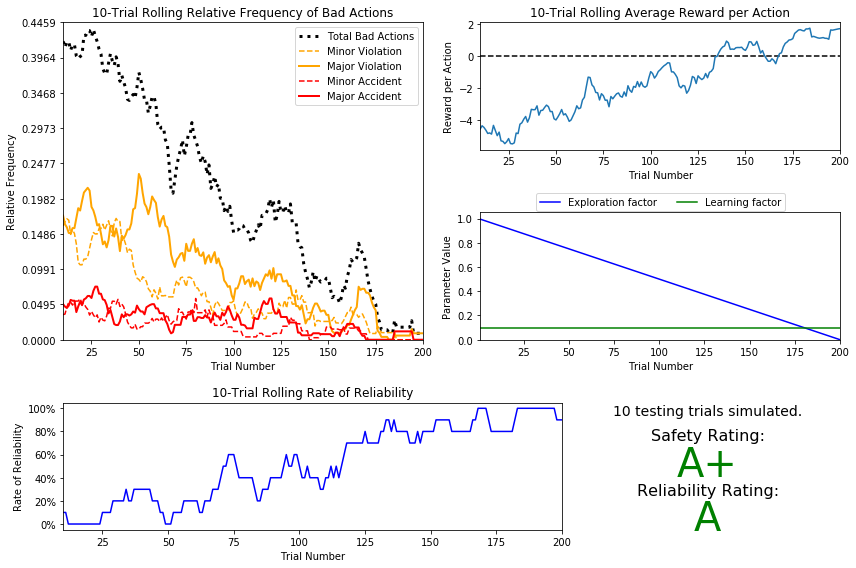 10-Trial Rolling Relative Frequency of Bad Actions
Relative Frequency
0.4459
0.3964
0.3468
0.2973
0.2477
0.1982
0.1486
0.0991
0.0495
0.0000
Total Bad Actions
Minor Violation
Major Violation
Minor Accident
Major Accident
25 50 75 100 125 150 175 200
Trial Number
10-Trial Rolling Average Reward per Action
Reward per Action
2
0
−2
−4
25 50 75 100 125 150 175 200
Trial Number
Exploration factor Learning factor
Parameter Value
1.0
0.8
0.6
0.4
0.2
0.0
25 50 75 100 125 150 175 200
Trial Number
10-Trial Rolling Rate of Reliability
Rate of Reliability
100%
80%
60%
40%
20%
0%
25 50 75 100 125 150 175 200
Trial Number
10 testing trials simulated.
Safety Rating:
A+
Reliability Rating:
A